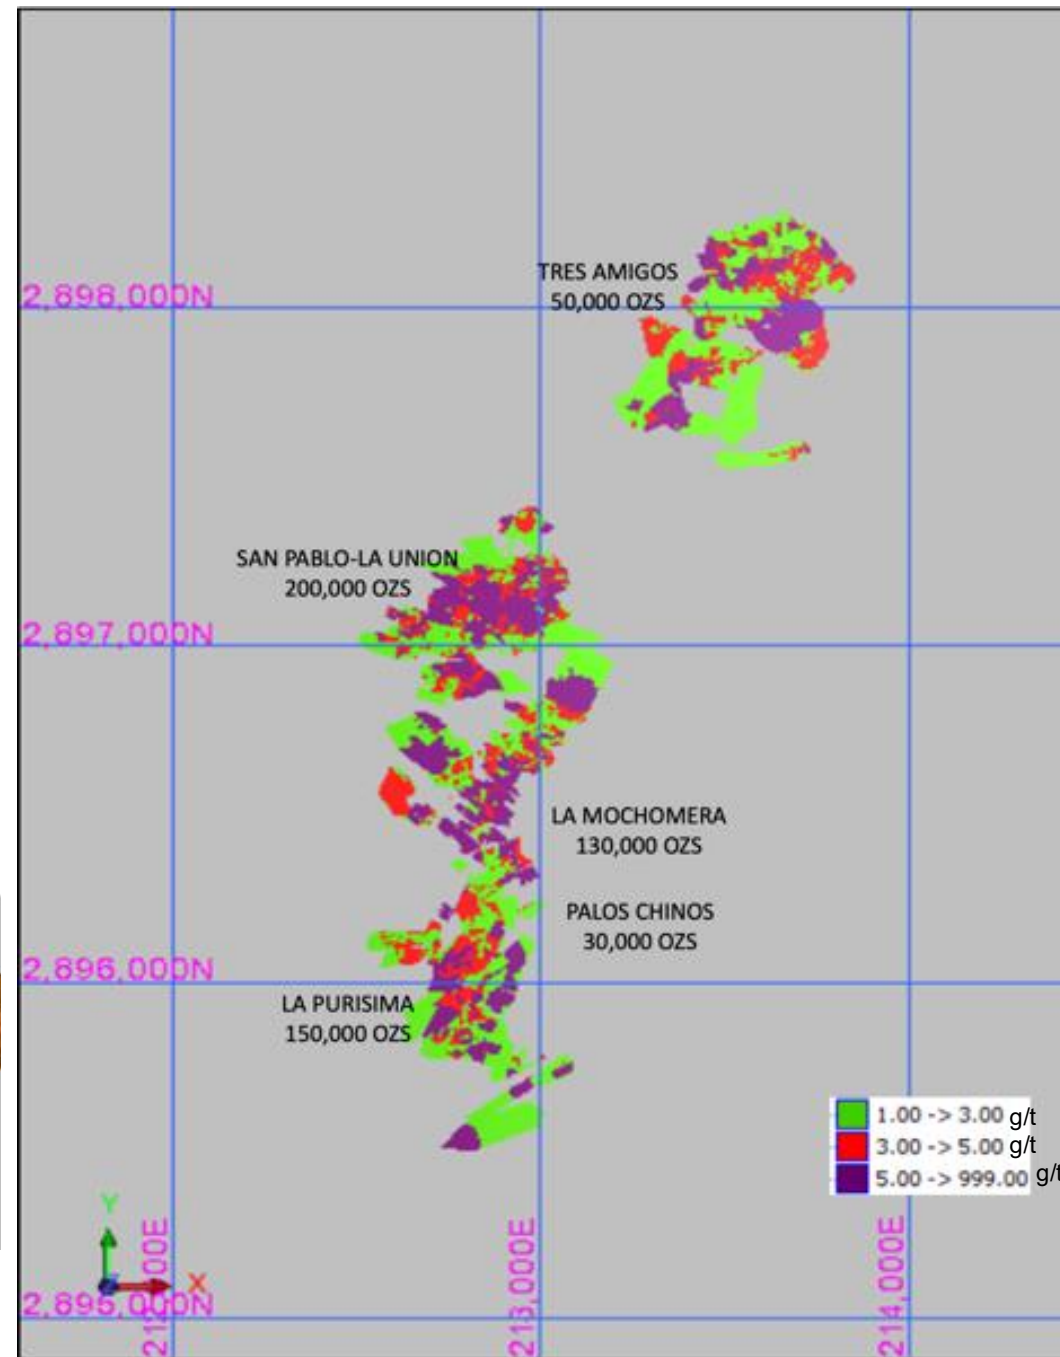 TRES AMIGOS
50,000 OZS
2,898,000N
SAN PABLO-LA UNION
200,000 OZS
2,897,000N
LA MOCHOMERA
130,000 OZS
PALOS CHINOS
30,000 OZS
2,896,000N
LA PURISIMA
150,000 OZS
1.00 -> 3.00 g/t
3.00 -> 5.00 g/t
5.00 -> 999.00 g/t
Y
X
2,895,000N
213,000E
214,000E